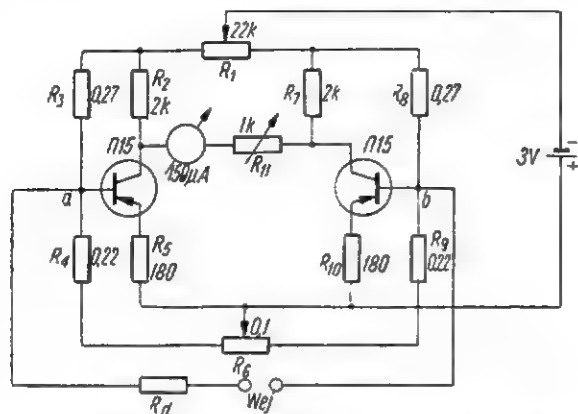 22k
R₁
R₃ 0,27
R₂ 2k
R₇ 2k
R₈ 0,27
П15
1k
R₁₁
150μA
П15
3V
−
+
a
b
R₄ 0,22
R₅ 180
R₁₀ 180
R₉ 0,22
0,1
R₆
Rd
Wej